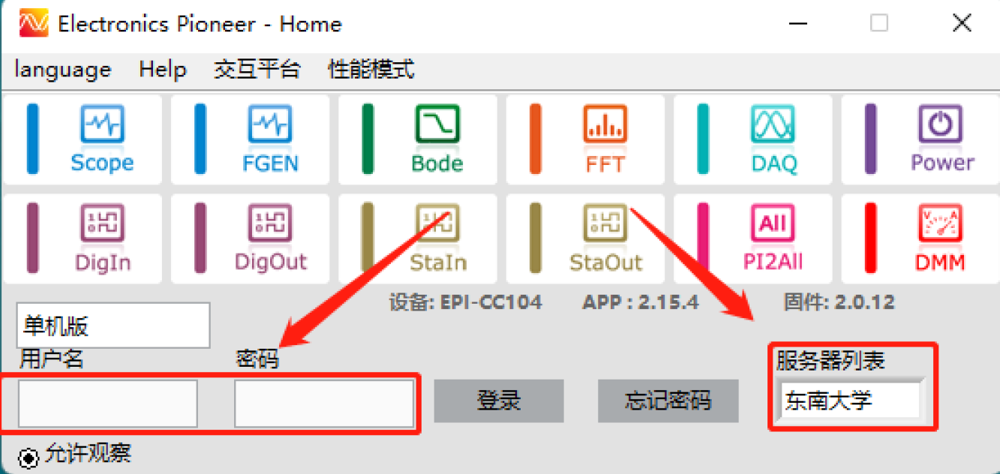 Electronics Pioneer - Home
language Help 交互平台 性能模式
Scope FGEN Bode FFT DAQ Power
DigIn DigOut StaIn StaOut All PI2All V A DMM
设备: EPI-CC104 APP : 2.15.4 固件: 2.0.12
单机版
用户名 密码 服务器列表
登录 忘记密码 东南大学
允许观察